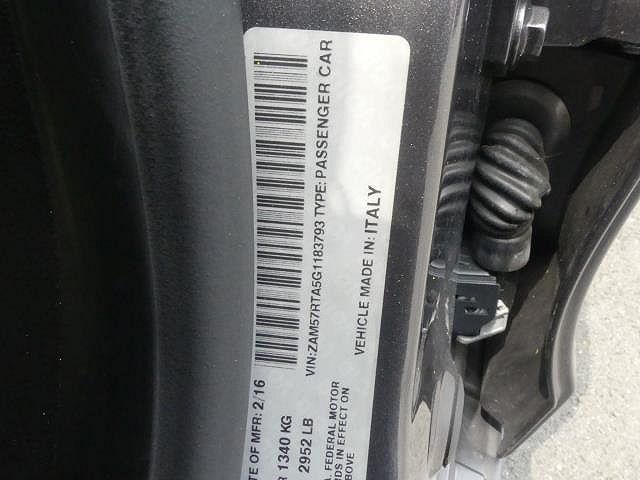 TE OF MFR: 2/16
R 1340 KG
2952 LB
A. FEDERAL MOTOR
DS IN EFFECT ON
BOVE
VIN:ZAM57RTA5G1183793 TYPE:PASSENGER CAR
VEHICLE MADE IN: ITALY